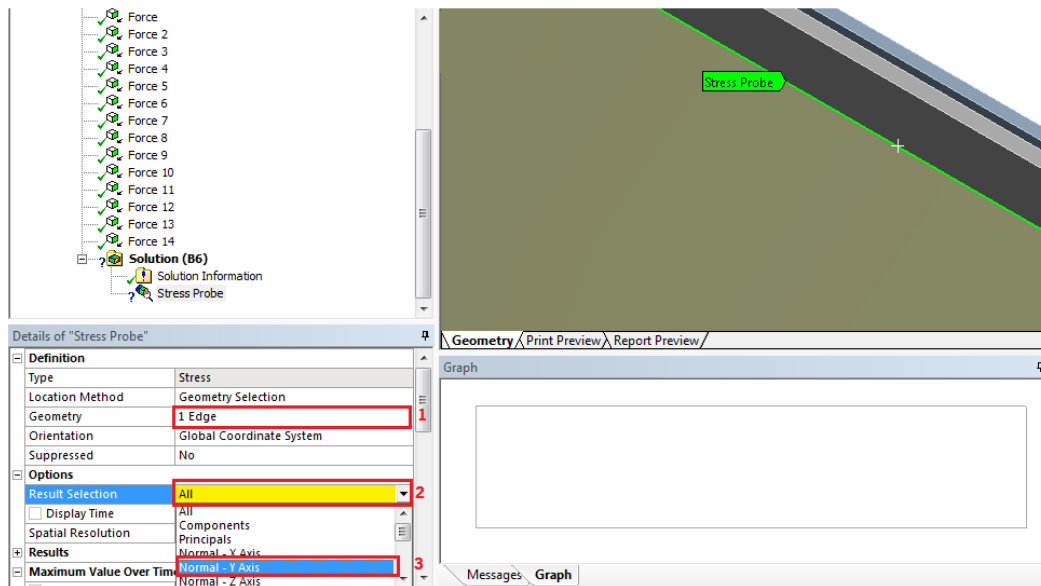 Force
Force 2
Force 3
Force 4
Force 5
Force 6
Force 7
Force 8
Force 9
Force 10
Force 11
Force 12
Force 13
Force 14
Solution (B6)
Solution Information
Stress Probe
Stress Probe
Details of "Stress Probe"
Definition
Type Stress
Location Method Geometry Selection
Geometry 1 Edge 1
Orientation Global Coordinate System
Suppressed No
Options
Result Selection All 2
Display Time All
Components
Spatial Resolution Principals
Results Normal - X Axis
Maximum Value Over Time Normal - Y Axis 3
Normal - Z Axis
Geometry Print Preview Report Preview
Graph
Messages Graph